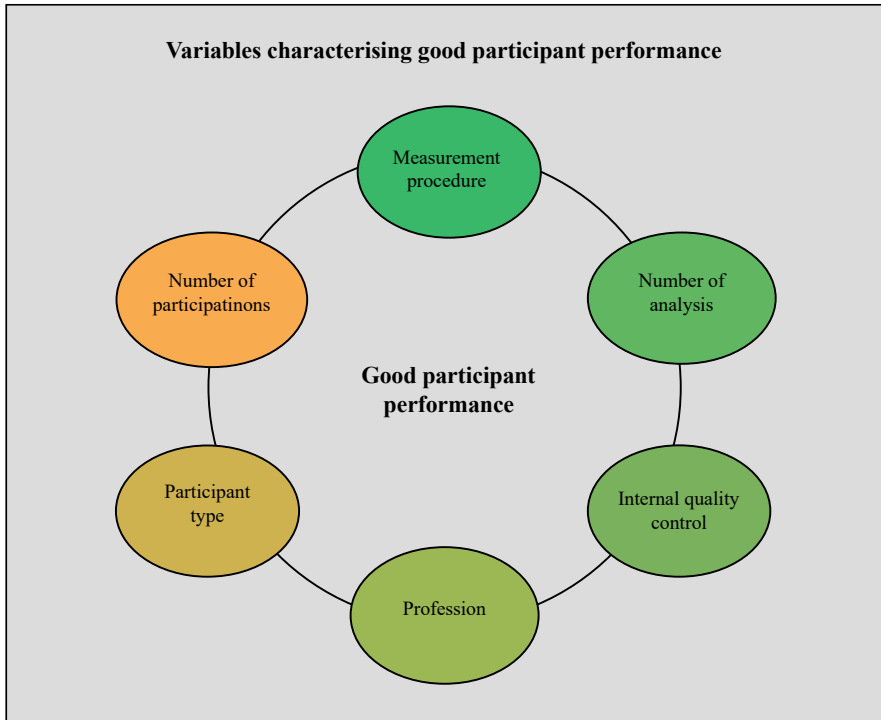 Variables characterising good participant performance
Measurement
procedure
Number of
participatinons
Number of
analysis
Good participant
performance
Participant
type
Internal quality
control
Profession